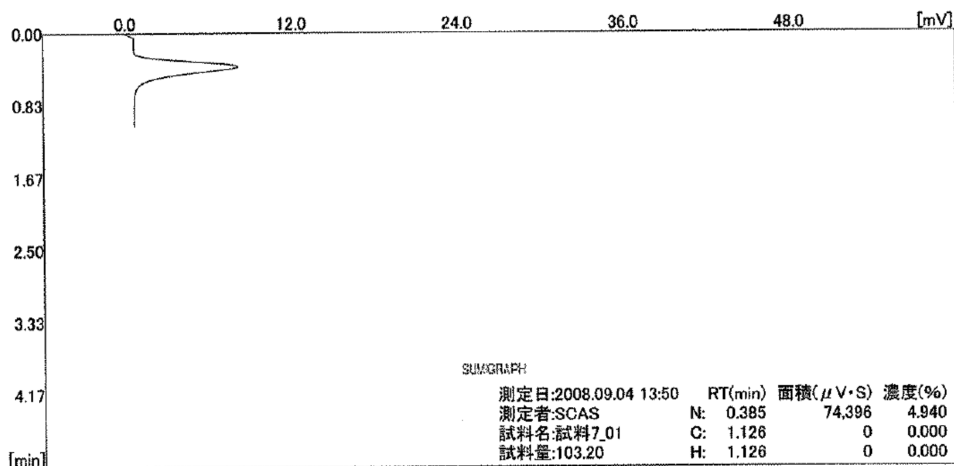 0.0 12.0 24.0 36.0 48.0 [mV]
0.00
0.83
1.67
2.50
3.33
4.17
[min]
SUMIGRAPH
測定日:2008.09.04 13:50 RT(min) 面積(μV・S) 濃度(%)
測定者:SCAS N: 0.385 74,396 4.940
試料名:試料7_01 C: 1.126 0 0.000
試料量:103.20 H: 1.126 0 0.000